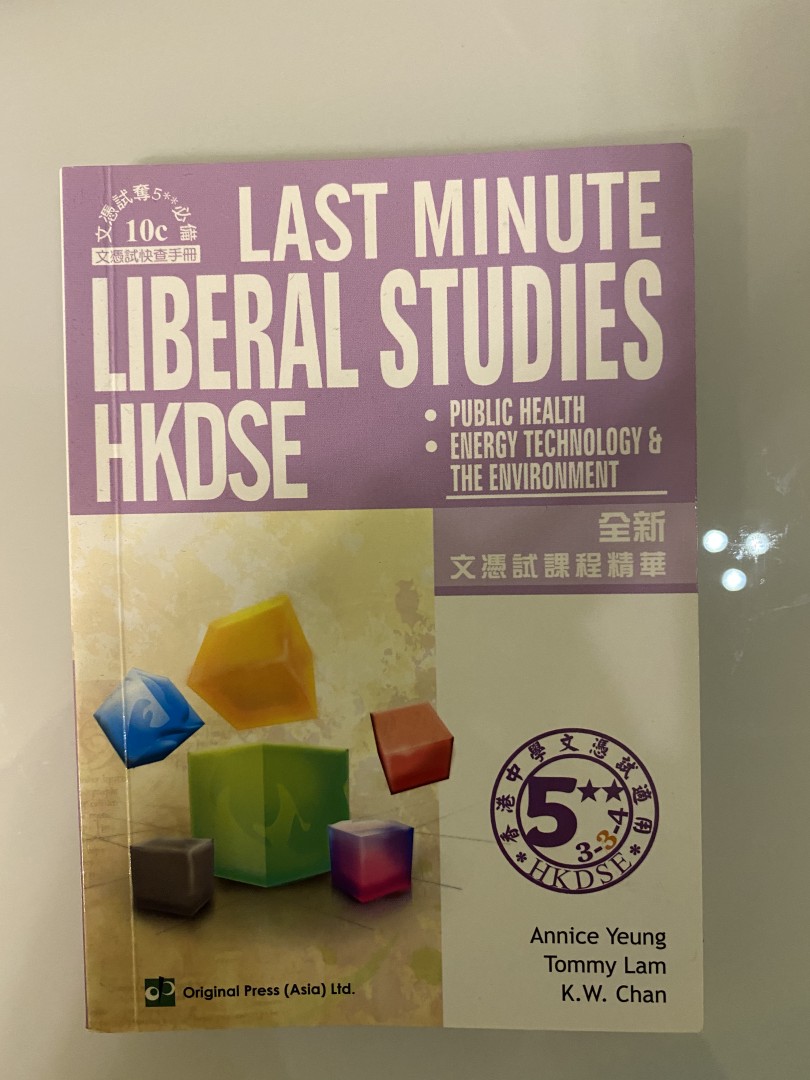 文憑試奪5**必備
10c
文憑試快查手冊
LAST MINUTE
LIBERAL STUDIES
HKDSE
• PUBLIC HEALTH
• ENERGY TECHNOLOGY &
THE ENVIRONMENT
全新
文憑試課程精華
香港中學文憑試適用
5★★
3-3-4
*HKDSE*
Annice Yeung
Tommy Lam
K.W. Chan
op Original Press (Asia) Ltd.